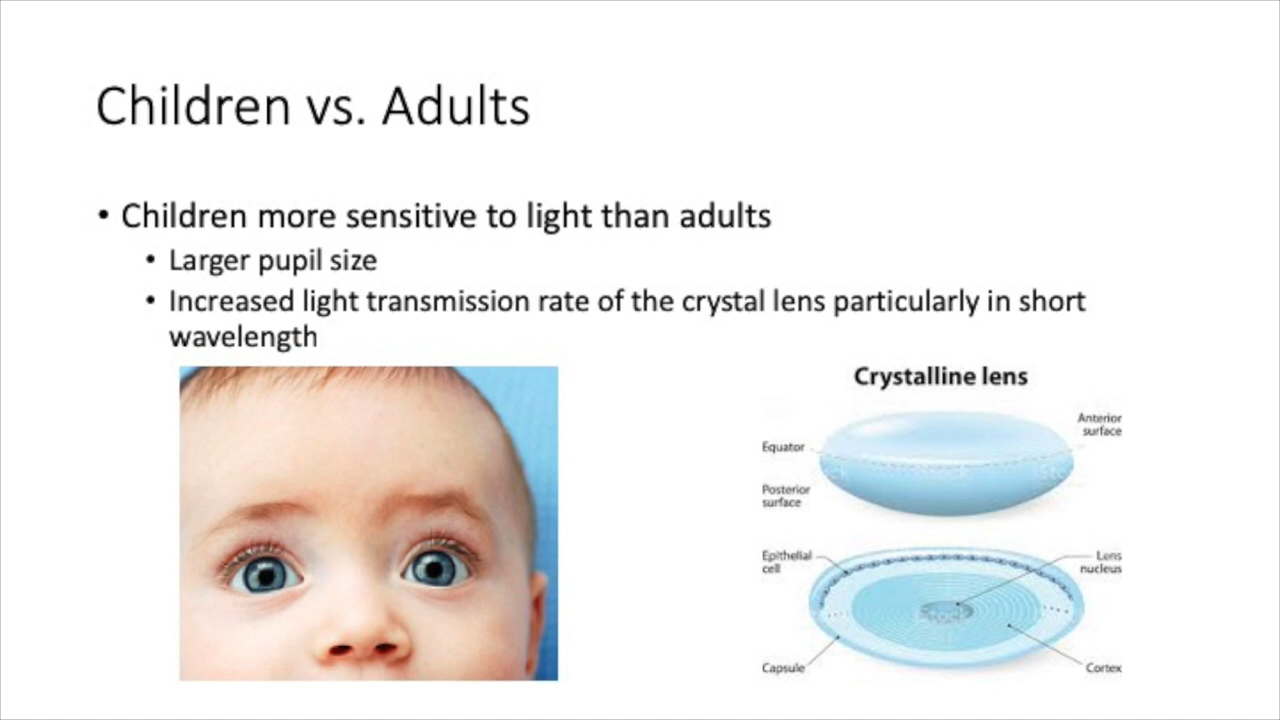 Children vs. Adults
• Children more sensitive to light than adults
• Larger pupil size
• Increased light transmission rate of the crystal lens particularly in short
wavelength
Crystalline lens
Anterior
surface
Equator
Posterior
surface
Epithelial
cell
Lens
nucleus
iStock
Capsule
Cortex